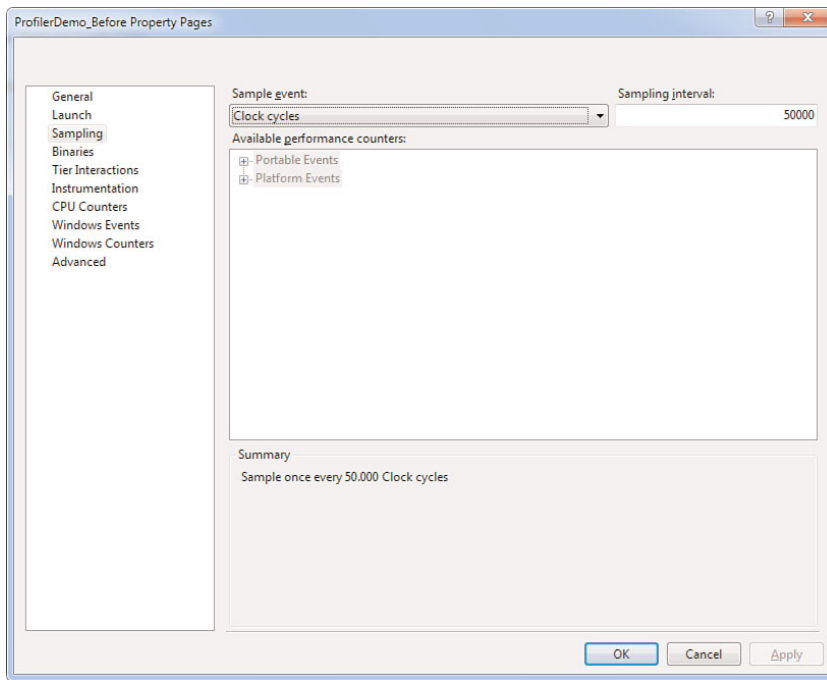 ProfilerDemo_Before Property Pages
General
Launch
Sampling
Binaries
Tier Interactions
Instrumentation
CPU Counters
Windows Events
Windows Counters
Advanced
Sample event:
Sampling interval:
Clock cycles
50000
Available performance counters:
Portable Events
Platform Events
Summary
Sample once every 50.000 Clock cycles
OK
Cancel
Apply